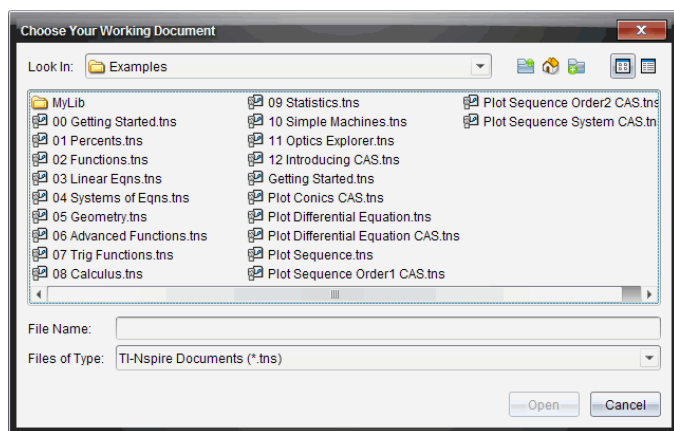 Choose Your Working Document
Look In: Examples
MyLib
00 Getting Started.tns
01 Percents.tns
02 Functions.tns
03 Linear Eqns.tns
04 Systems of Eqns.tns
05 Geometry.tns
06 Advanced Functions.tns
07 Trig Functions.tns
08 Calculus.tns
09 Statistics.tns
10 Simple Machines.tns
11 Optics Explorer.tns
12 Introducing CAS.tns
Getting Started.tns
Plot Conics CAS.tns
Plot Differential Equation.tns
Plot Differential Equation CAS.tns
Plot Sequence.tns
Plot Sequence Order1 CAS.tns
Plot Sequence Order2 CAS.tns
Plot Sequence System CAS.tn
File Name:
Files of Type: TI-Nspire Documents (*.tns)
Open Cancel